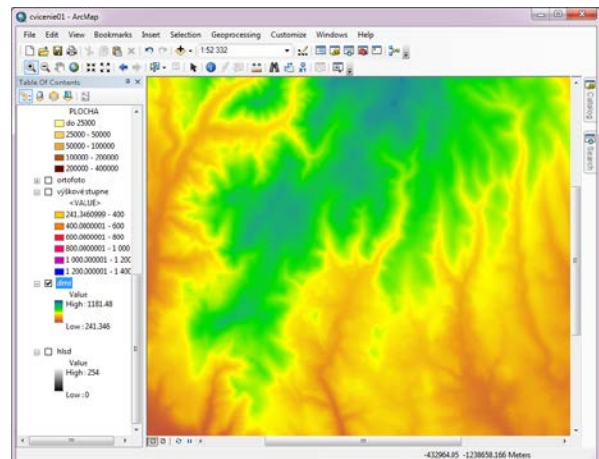 cvicenie01 - ArcMap
File Edit View Bookmarks Insert Selection Geoprocessing Customize Windows Help
1:52 332
Table Of Contents
PLOCHA
do 25000
25000 - 50000
50000 - 100000
100000 - 200000
200000 - 400000
ortofoto
výškové stupne
<VALUE>
241.3460999 - 400
400.0000001 - 600
600.0000001 - 800
800.0000001 - 1 000
1 000.000001 - 1 200
1 200.000001 - 1 400
Value
High : 1181.48
Low : 241.346
hlsd
Value
High : 254
Low : 0
Catalog
Search
-432964.05 -1238658.166 Meters